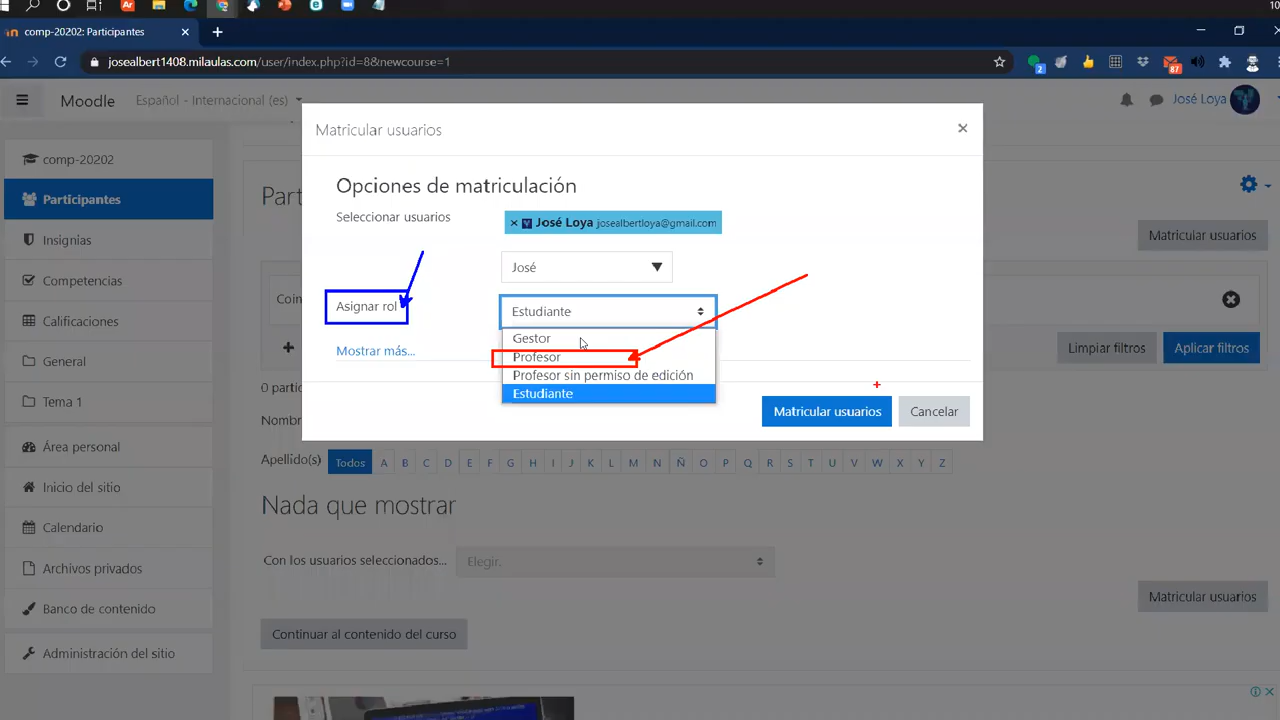 10
comp-20202: Participantes
josealbert1408.milaulas.com/user/index.php?id=8&newcourse=1
2
87
Moodle
Español - Internacional (es)
José Loya
Matricular usuarios
comp-20202
Opciones de matriculación
Participantes
Part
Seleccionar usuarios
José Loya josealbertloya@gmail.com
Matricular usuarios
Insignias
José
Competencias
Coin
Asignar rol
Estudiante
Calificaciones
Gestor
Mostrar más...
Profesor
Limpiar filtros
Aplicar filtros
General
Profesor sin permiso de edición
0 partic
Estudiante
Tema 1
Matricular usuarios
Cancelar
Nomb
Área personal
Apellido(s)
Todos A B C D E F G H I J K L M N Ñ O P Q R S T U V W X Y Z
Inicio del sitio
Nada que mostrar
Calendario
Con los usuarios seleccionados...
Elegir.
Archivos privados
Matricular usuarios
Banco de contenido
Continuar al contenido del curso
Administración del sitio